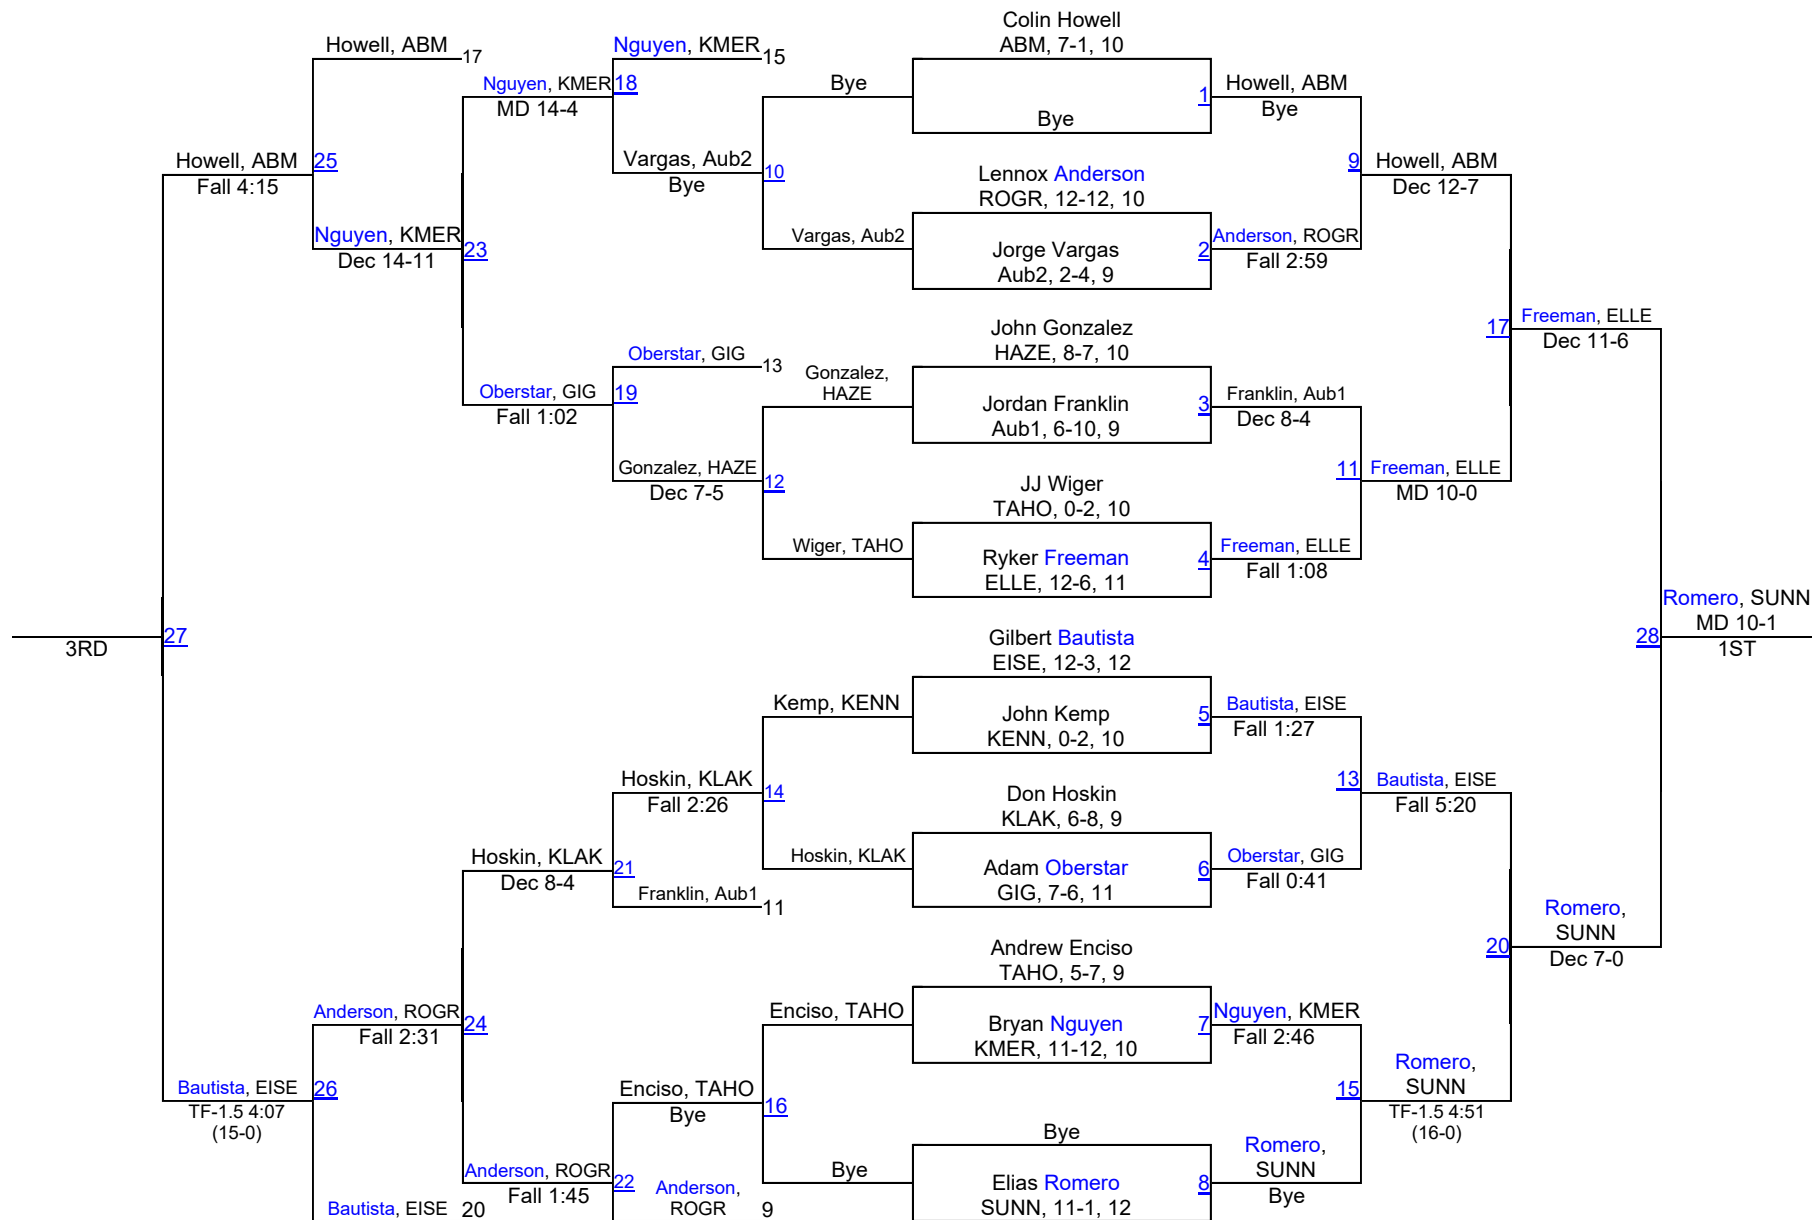 Colin Howell
ABM, 7-1, 10
Howell, ABM
17
Nguyen, KMER
15
Nguyen, KMER
18
MD 14-4
Bye
1
Howell, ABM
Bye
Bye
Howell, ABM
25
Fall 4:15
Vargas, Aub2
Bye
10
Lennox Anderson
ROGR, 12-12, 10
9
Howell, ABM
Dec 12-7
Nguyen, KMER
23
Dec 14-11
Vargas, Aub2
Jorge Vargas
Aub2, 2-4, 9
2
Anderson, ROGR
Fall 2:59
John Gonzalez
HAZE, 8-7, 10
17
Freeman, ELLE
Dec 11-6
Oberstar, GIG
13
Gonzalez,
HAZE
Oberstar, GIG
19
Fall 1:02
Jordan Franklin
Aub1, 6-10, 9
3
Franklin, Aub1
Dec 8-4
Gonzalez, HAZE
Dec 7-5
12
JJ Wiger
TAHO, 0-2, 10
11
Freeman, ELLE
MD 10-0
Wiger, TAHO
Ryker Freeman
ELLE, 12-6, 11
4
Freeman, ELLE
Fall 1:08
27
3RD
Gilbert Bautista
EISE, 12-3, 12
28
Romero, SUNN
MD 10-1
1ST
Kemp, KENN
John Kemp
KENN, 0-2, 10
5
Bautista, EISE
Fall 1:27
Hoskin, KLAK
Fall 2:26
14
Don Hoskin
KLAK, 6-8, 9
13
Bautista, EISE
Fall 5:20
Hoskin, KLAK
Dec 8-4
21
Hoskin, KLAK
Adam Oberstar
GIG, 7-6, 11
6
Oberstar, GIG
Fall 0:41
Franklin, Aub1
11
Andrew Enciso
TAHO, 5-7, 9
20
Romero,
SUNN
Dec 7-0
Anderson, ROGR
24
Fall 2:31
Enciso, TAHO
Bryan Nguyen
KMER, 11-12, 10
7
Nguyen, KMER
Fall 2:46
Bautista, EISE
26
TF-1.5 4:07
(15-0)
Enciso, TAHO
Bye
16
15
Romero,
SUNN
TF-1.5 4:51
(16-0)
Bye
Anderson, ROGR
22
Fall 1:45
Bye
Elias Romero
SUNN, 11-1, 12
8
Romero,
SUNN
Bye
Bautista, EISE
20
Anderson,
ROGR
9